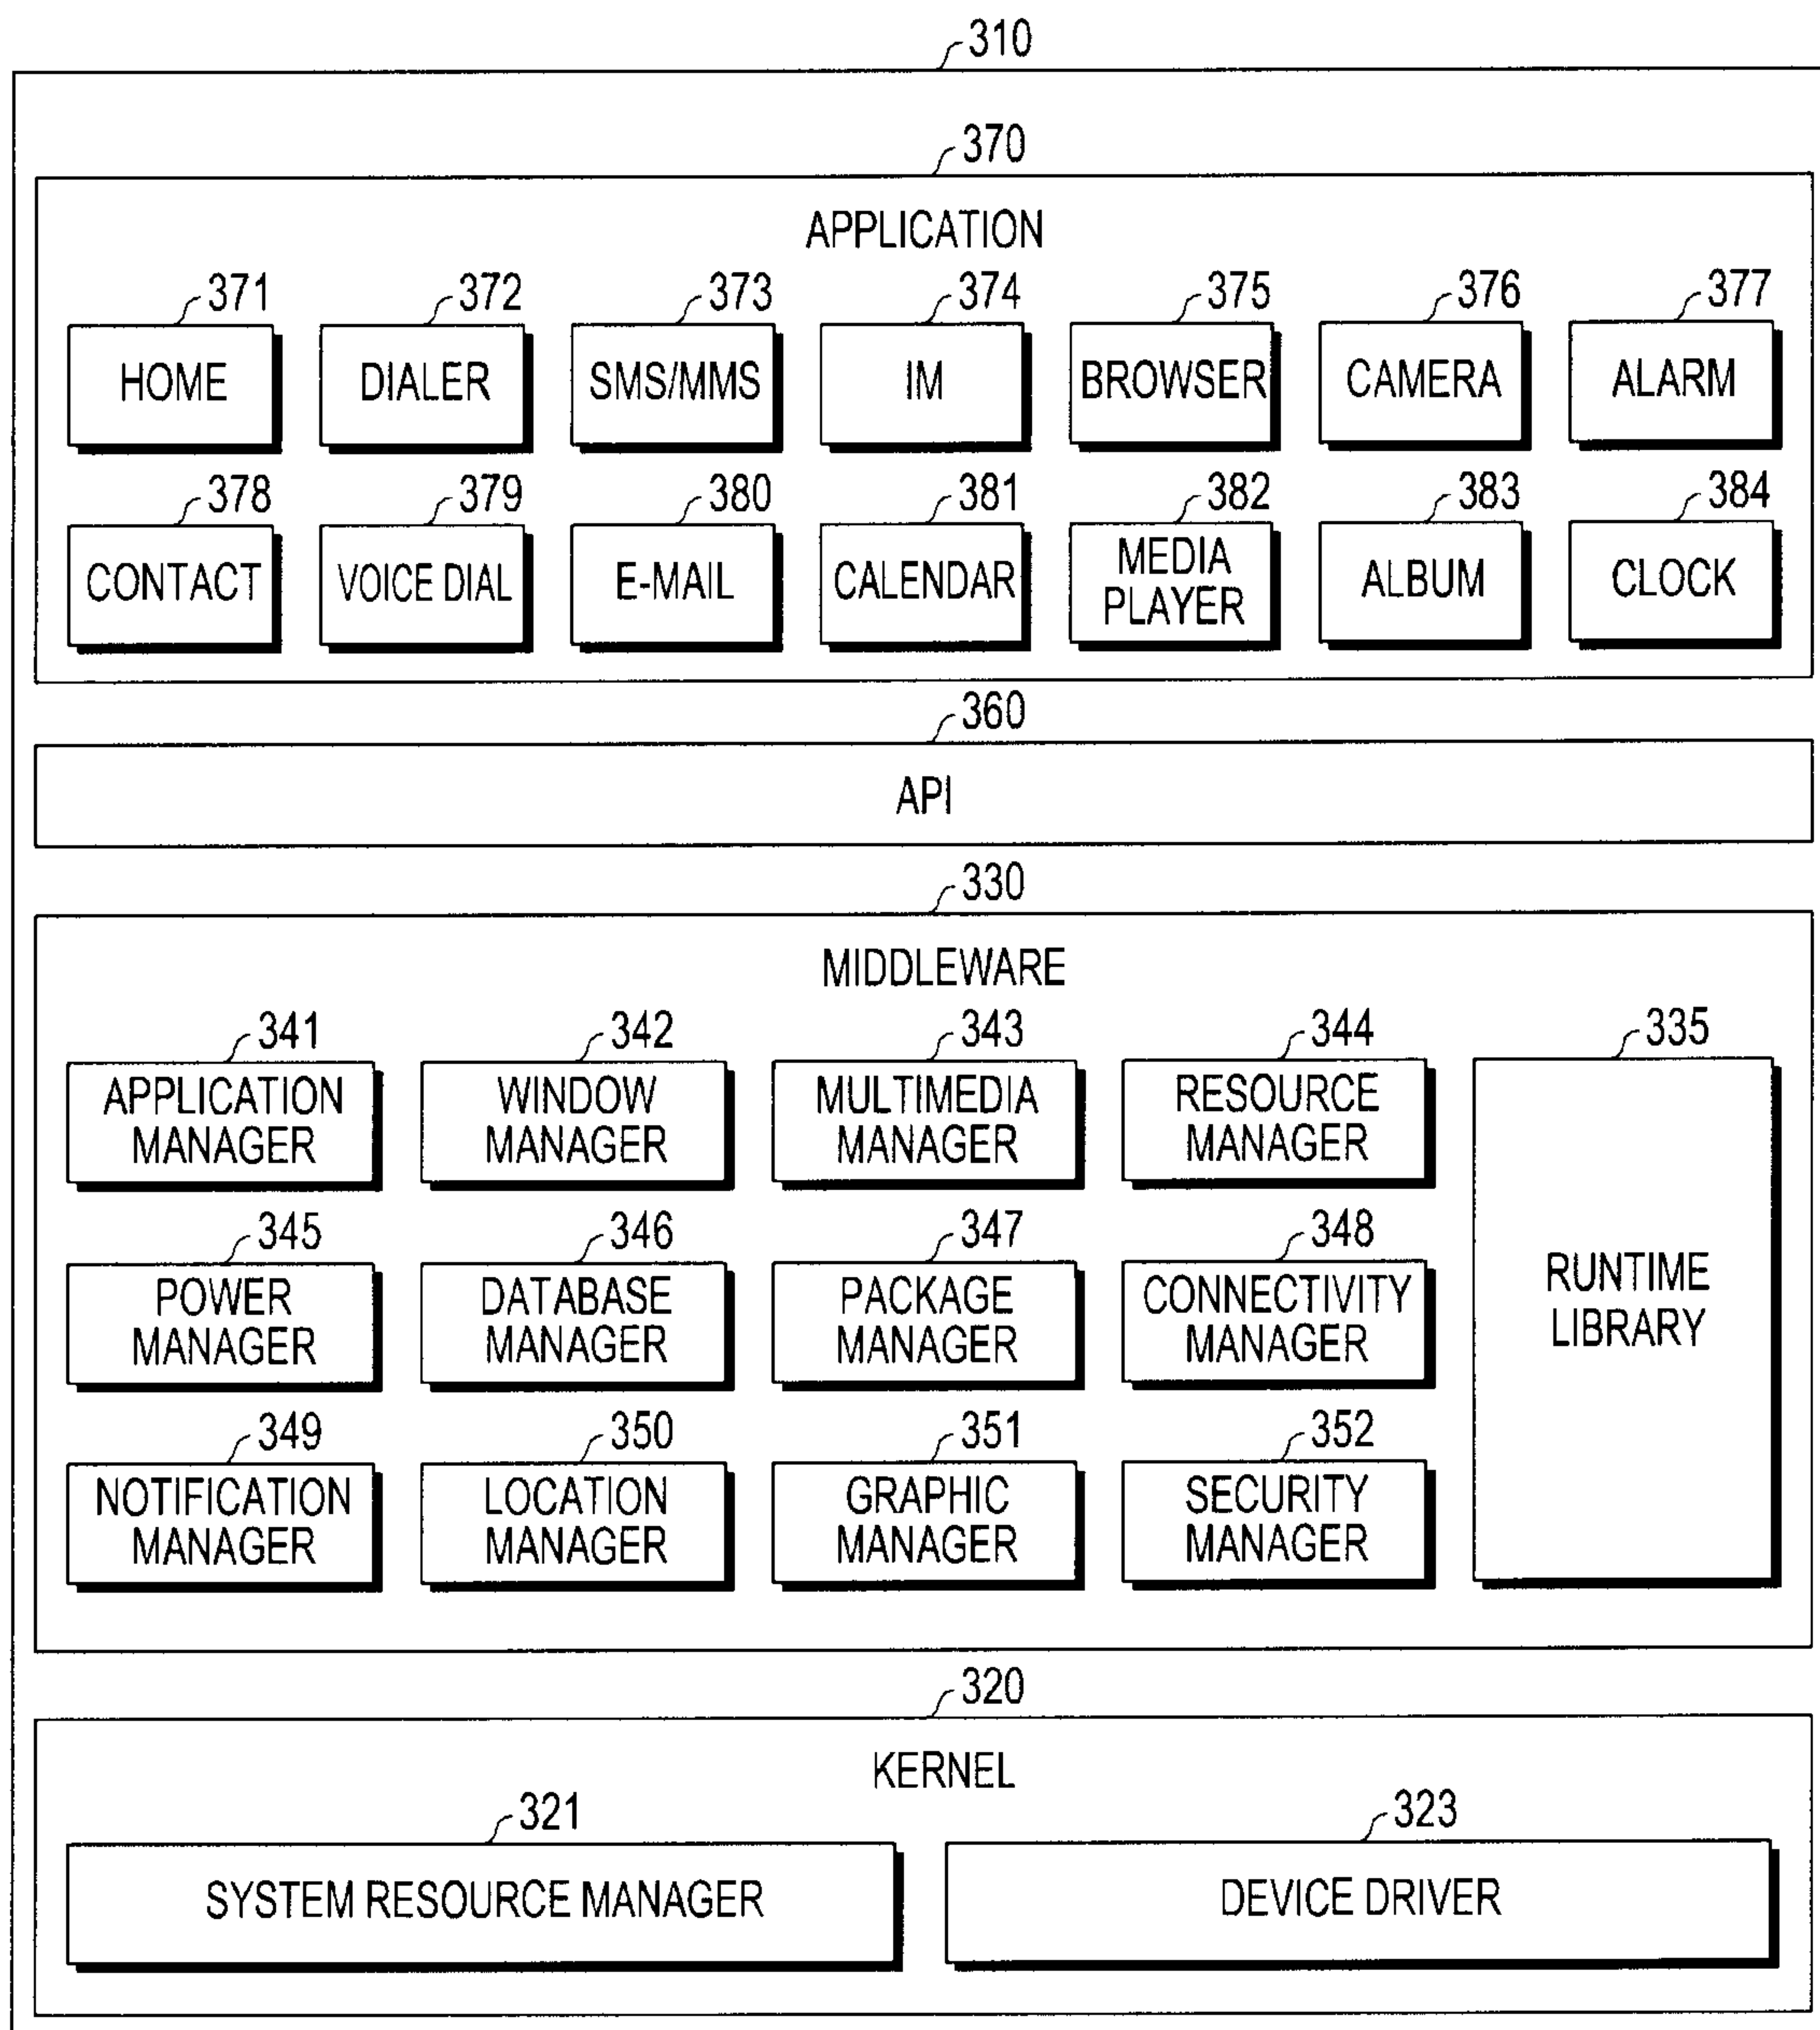 310
370
APPLICATION
371 372 373 374 375 376 377
HOME DIALER SMS/MMS IM BROWSER CAMERA ALARM
378 379 380 381 382 383 384
CONTACT VOICE DIAL E-MAIL CALENDAR MEDIA PLAYER ALBUM CLOCK
360
API
330
MIDDLEWARE
341 342 343 344 335
APPLICATION MANAGER WINDOW MANAGER MULTIMEDIA MANAGER RESOURCE MANAGER
345 346 347 348
POWER MANAGER DATABASE MANAGER PACKAGE MANAGER CONNECTIVITY MANAGER RUNTIME LIBRARY
349 350 351 352
NOTIFICATION MANAGER LOCATION MANAGER GRAPHIC MANAGER SECURITY MANAGER
320
KERNEL
321 323
SYSTEM RESOURCE MANAGER DEVICE DRIVER